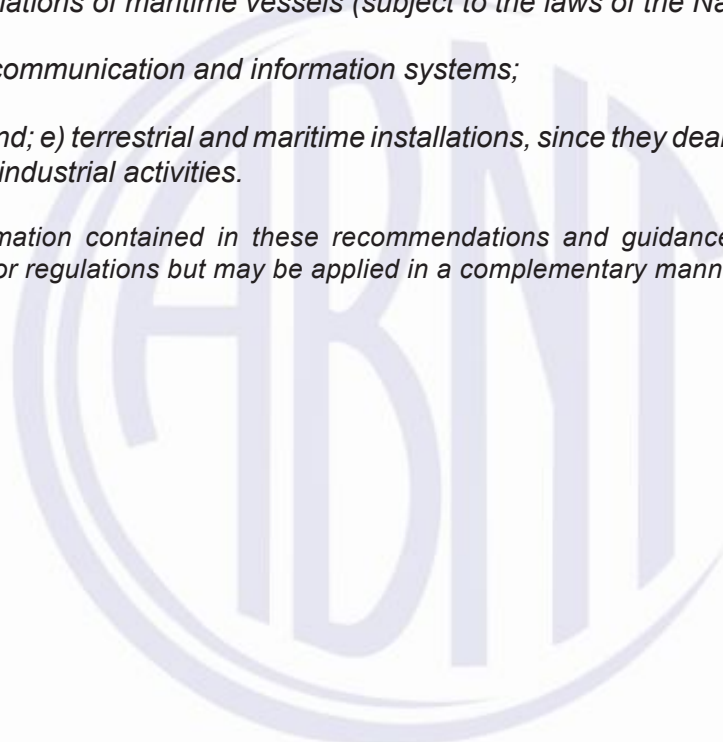 ations of maritime vessels (subject to the laws of the Na
communication and information systems;
nd; e) terrestrial and maritime installations, since they deal
industrial activities.
mation contained in these recommendations and guidance
or regulations but may be applied in a complementary mann
ABNT